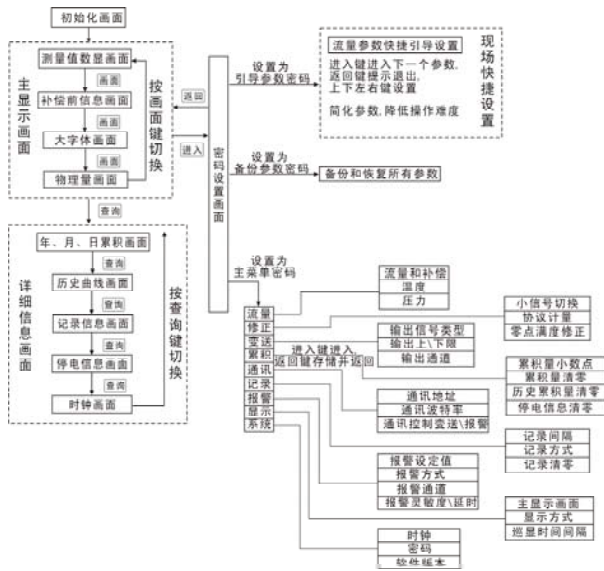 初始化画面
测量值数显画面
画面
补偿前信息画面
画面
大字体画面
画面
物理量画面
主显示画面
按画面键切换
查询
年、月、日累积画面
查询
历史曲线画面
查询
记录信息画面
查询
停电信息画面
查询
时钟画面
详细信息画面
按查询键切换
返回
进入
密码设置画面
设置为
引导参数密码
流量参数快捷引导设置
进入键进入下一个参数,
返回键提示退出,
上下左右键设置
简化参数,降低操作难度
现场快捷设置
设置为
备份参数密码
备份和恢复所有参数
设置为
主菜单密码
流量
修正
变送
累积
通讯
记录
报警
显示
系统
进入键进入,
返回键存储并返回
流量和补偿
温度
压力
小信号切换
协议计量
零点满度修正
输出信号类型
输出上\下限
输出通道
累积量小数点
累积量清零
历史累积量清零
停电信息清零
通讯地址
通讯波特率
通讯控制变送\报警
记录间隔
记录方式
记录清零
报警设定值
报警方式
报警通道
报警灵敏度\延时
主显示画面
显示方式
巡显时间间隔
时钟
密码
软件版本